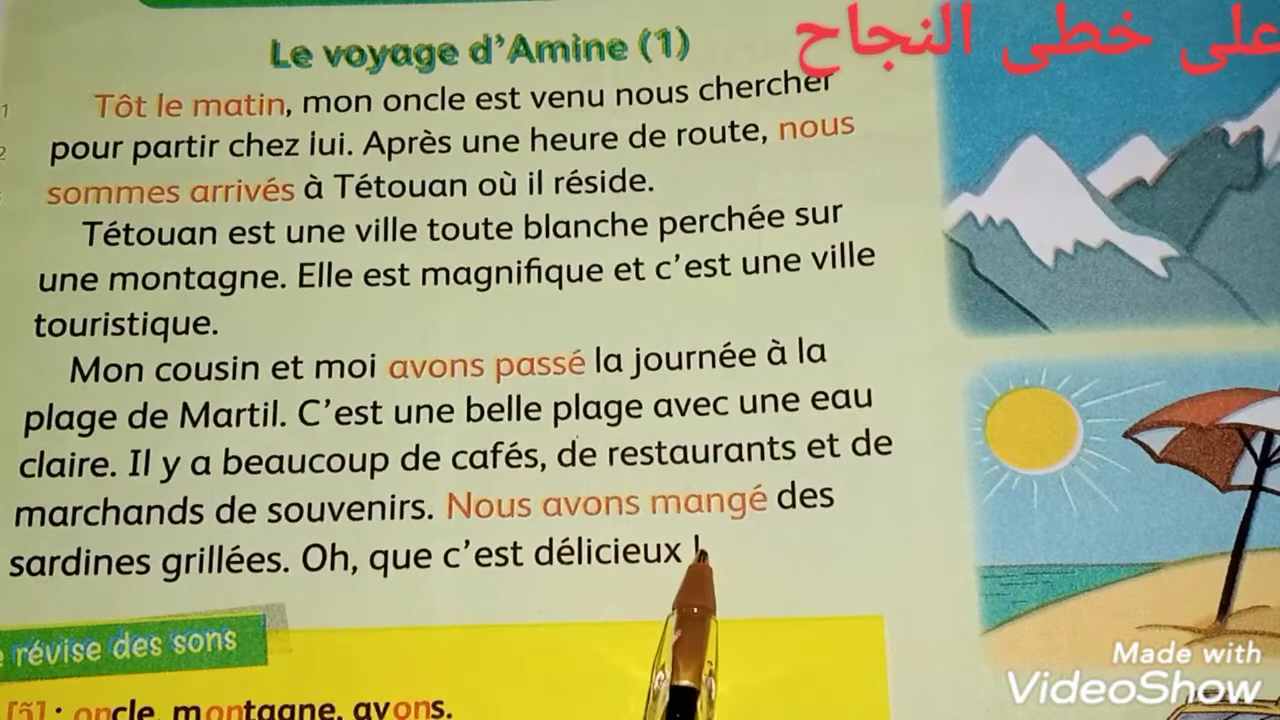 على خطى النجاح
Le voyage d'Amine (1)
1 Tôt le matin, mon oncle est venu nous chercher
2 pour partir chez lui. Après une heure de route, nous
sommes arrivés à Tétouan où il réside.
Tétouan est une ville toute blanche perchée sur
une montagne. Elle est magnifique et c'est une ville
touristique.
Mon cousin et moi avons passé la journée à la
plage de Martil. C'est une belle plage avec une eau
claire. Il y a beaucoup de cafés, de restaurants et de
marchands de souvenirs. Nous avons mangé des
sardines grillées. Oh, que c'est délicieux !
révise des sons
[ɔ̃] : oncle, montagne, avons.
Made with
VideoShow